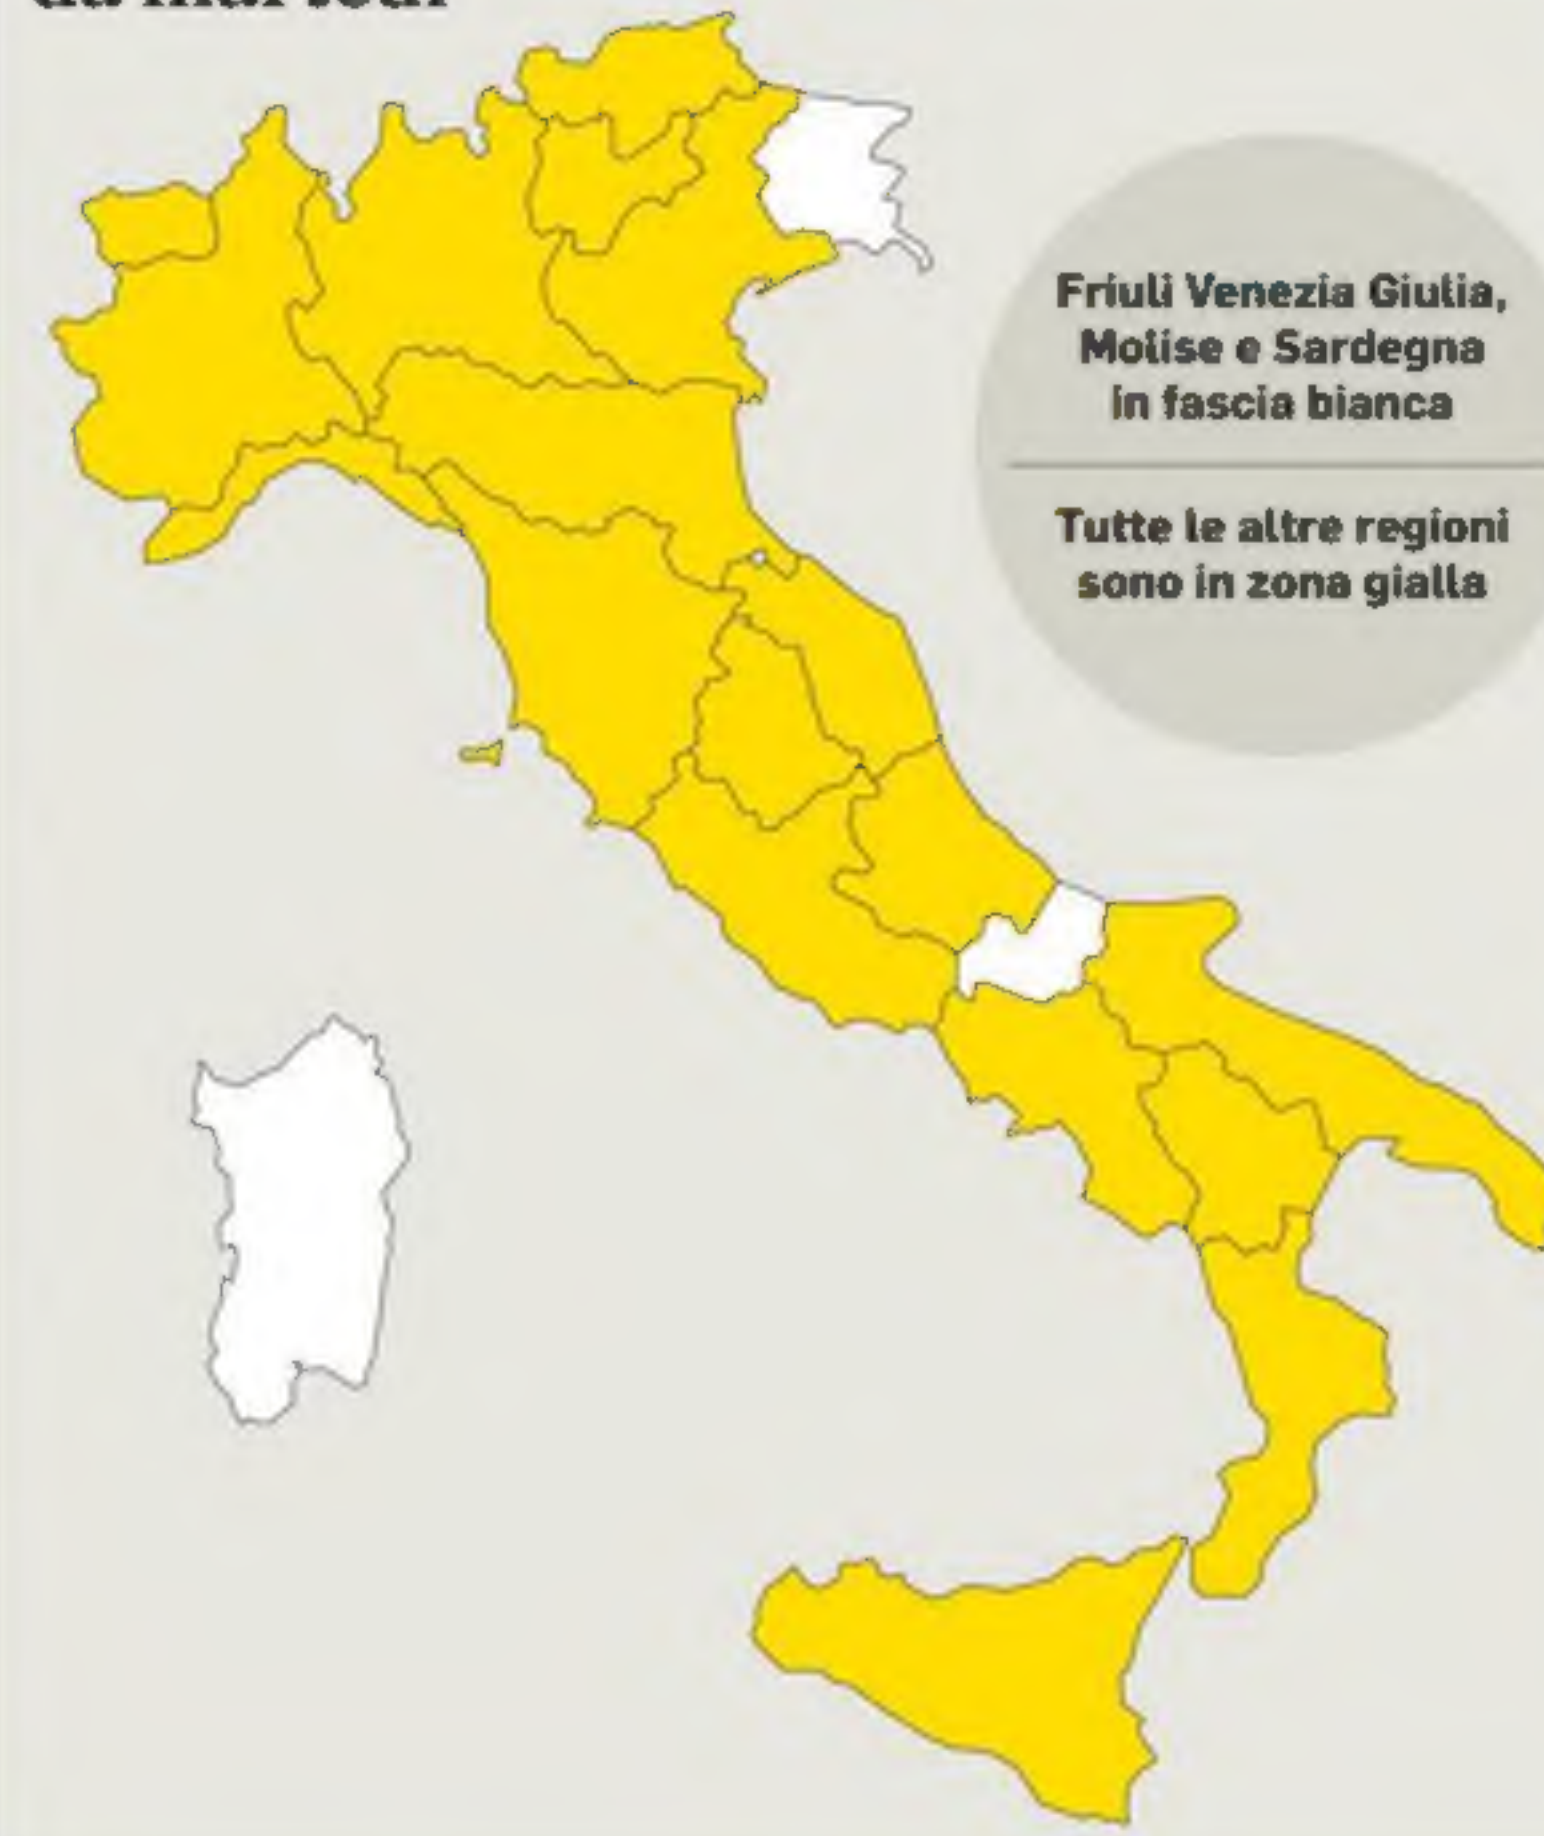 Friuli Venezia Giulia,
Molise e Sardegna
in fascia bianca
Tutte le altre regioni
sono in zona gialla